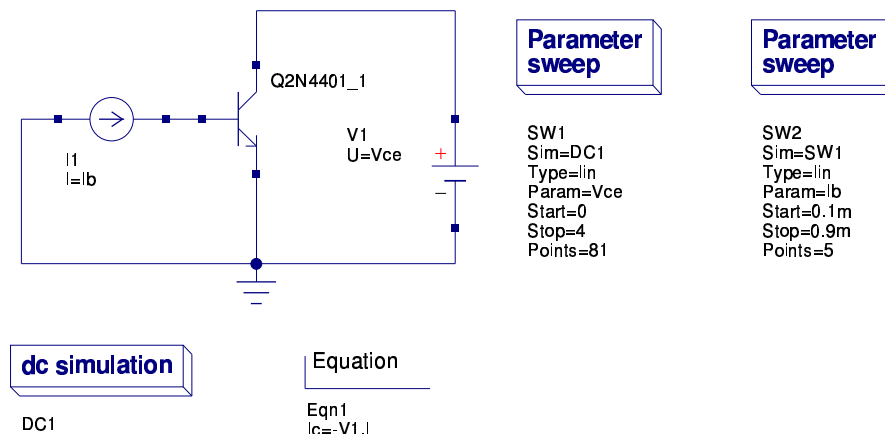 Q2N4401_1
I1
I=Ib
V1
U=Vce
+
−
Parameter
sweep
SW1
Sim=DC1
Type=lin
Param=Vce
Start=0
Stop=4
Points=81
Parameter
sweep
SW2
Sim=SW1
Type=lin
Param=Ib
Start=0.1m
Stop=0.9m
Points=5
dc simulation
DC1
Equation
Eqn1
Ic=-V1.I